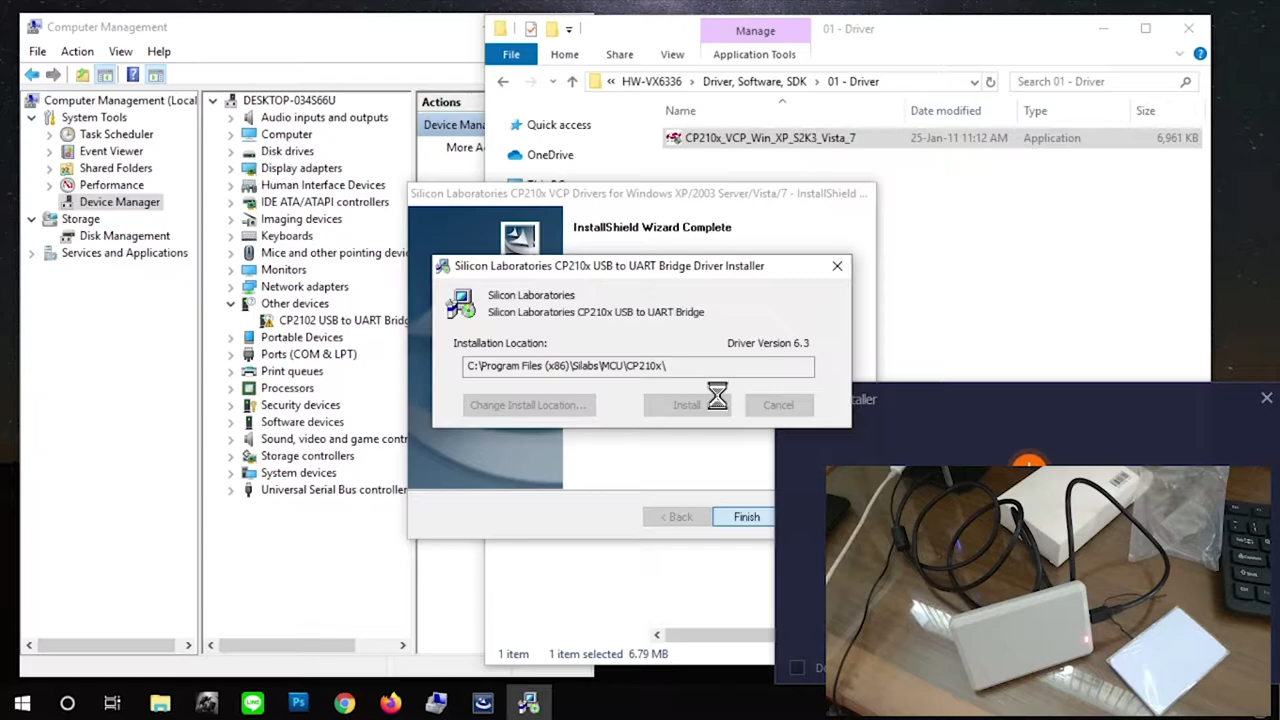 Computer Management
File Action View Help
Computer Management (Local
System Tools
Task Scheduler
Event Viewer
Shared Folders
Performance
Device Manager
Storage
Disk Management
Services and Applications
DESKTOP-034S66U
Audio inputs and outputs
Computer
Disk drives
Display adapters
Human Interface Devices
IDE ATA/ATAPI controllers
Imaging devices
Keyboards
Mice and other pointing devic
Monitors
Network adapters
Other devices
CP2102 USB to UART Bridg
Portable Devices
Ports (COM & LPT)
Print queues
Processors
Security devices
Software devices
Sound, video and game contr
Storage controllers
System devices
Universal Serial Bus controller
Actions
Device Mana
More A
Manage
01 - Driver
File Home Share View Application Tools
« HW-VX6336 › Driver, Software, SDK › 01 - Driver
Search 01 - Driver
Name Date modified Type Size
Quick access
OneDrive
CP210x_VCP_Win_XP_S2K3_Vista_7 25-Jan-11 11:12 AM Application 6,961 KB
Silicon Laboratories CP210x VCP Drivers for Windows XP/2003 Server/Vista/7 - InstallShield ...
InstallShield Wizard Complete
Silicon Laboratories CP210x USB to UART Bridge Driver Installer
Silicon Laboratories
Silicon Laboratories CP210x USB to UART Bridge
Installation Location: Driver Version 6.3
C:\Program Files (x86)\Silabs\MCU\CP210x\
Change Install Location... Install Cancel
< Back Finish
1 item 1 item selected 6.79 MB
LINE
Ps